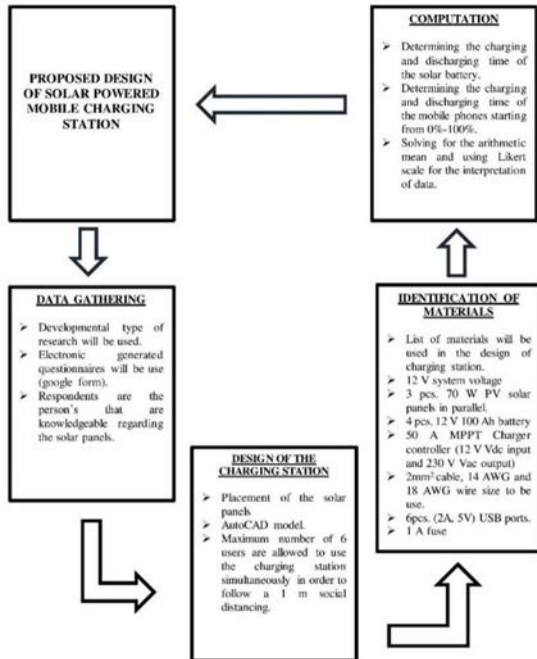 PROPOSED DESIGN
OF SOLAR POWERED
MOBILE CHARGING
STATION
DATA GATHERING
➢ Developmental type of
research will be used.
➢ Electronic generated
questionnaires will be use
(google form).
➢ Respondents are the
person's that are
knowledgeable regarding
the solar panels.
DESIGN OF THE
CHARGING STATION
➢ Placement of the solar
panels
➢ AutoCAD model.
➢ Maximum number of 6
users are allowed to use
the charging station
simultaneously in order to
follow a 1 m social
distancing.
IDENTIFICATION OF
MATERIALS
➢ List of materials will be
used in the design of
charging station.
➢ 12 V system voltage
➢ 3 pcs. 70 W PV solar
panels in parallel.
➢ 4 pcs. 12 V 100 Ah battery
➢ 50 A MPPT Charger
controller (12 V Vdc input
and 230 V Vac output)
➢ 2mm² cable, 14 AWG and
18 AWG wire size to be
use.
➢ 6pcs. (2A, 5V) USB ports.
➢ 1 A fuse
COMPUTATION
➢ Determining the charging
and discharging time of
the solar battery.
➢ Determining the charging
and discharging time of
the mobile phones starting
from 0%-100%.
➢ Solving for the arithmetic
mean and using Likert
scale for the interpretation
of data.